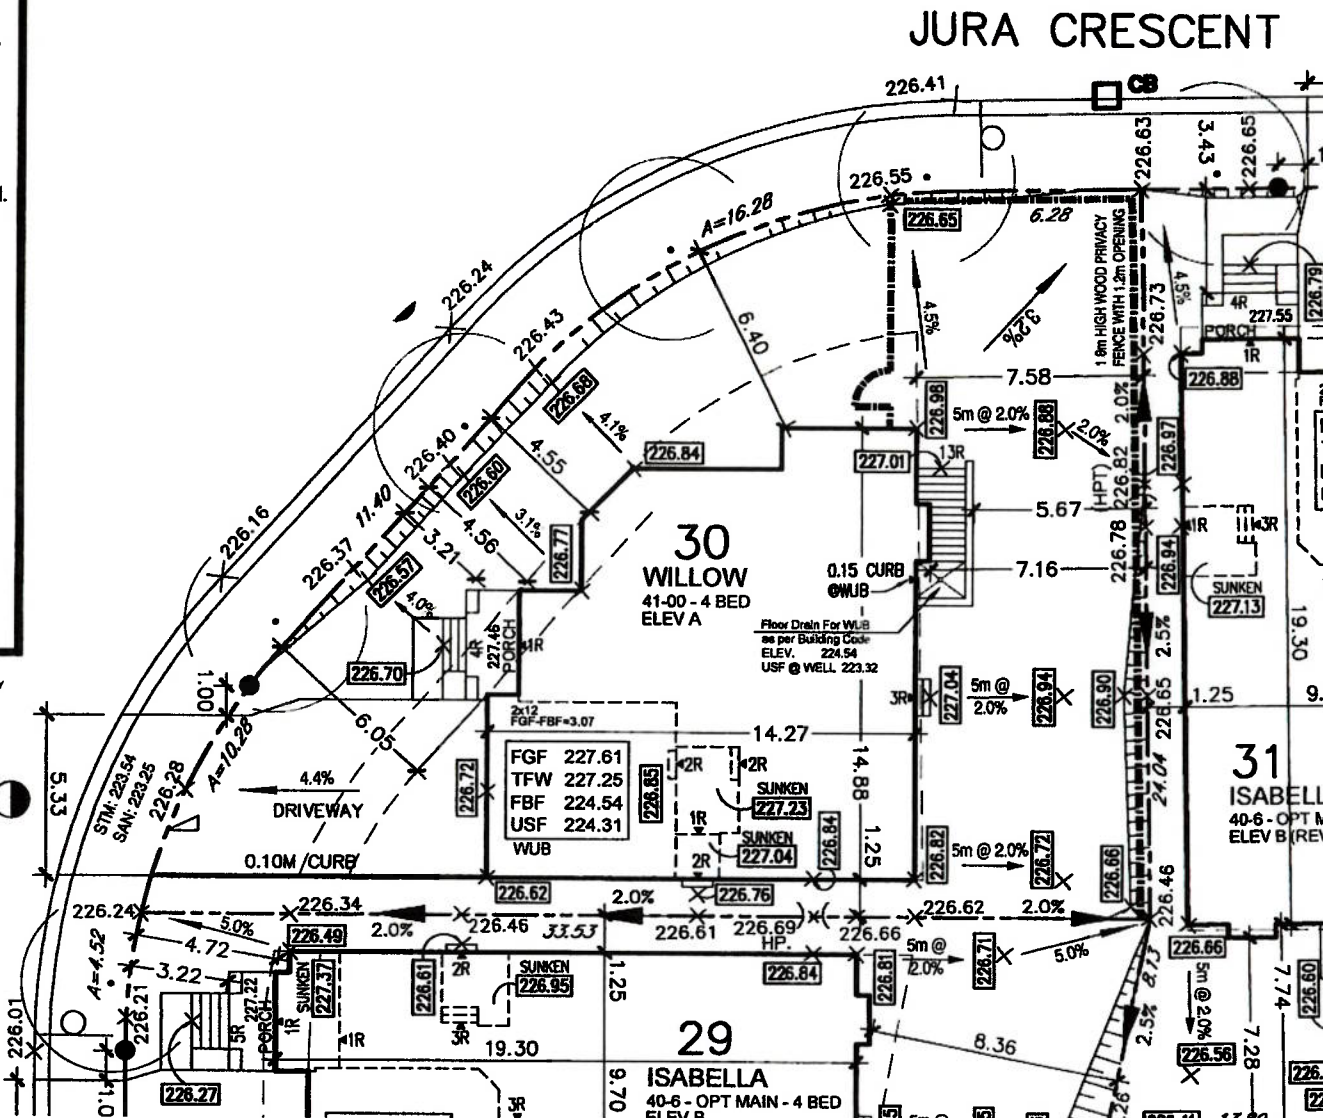 JURA CRESCENT
226.41
CB
226.63
3.43
226.65
226.55
A=16.28
226.65
6.28
1.8m HIGH WOOD PRIVACY
FENCE WITH 1.2m OPENING
226.73
4.5%
4R
226.79
227.55
PORCH
1R
226.24
226.43
6.40
4.5%
3.2%
226.68
7.58
226.98
5m @ 2.0%
226.88
2.0%
2.0%
226.88
4.1%
226.84
226.40
4.55
226.60
227.01
13R
226.97
(HPT)
226.82
11.40
3.1%
4.56
3.21
226.77
5.67
226.78
1R
3R
226.16
226.37
226.57
4.0%
30
WILLOW
41-00 - 4 BED
ELEV A
0.15 CURB
@WUB
7.16
226.94
SUNKEN
227.13
19.30
Floor Drain For WUB
as per Building Code
ELEV. 224.54
USF @ WELL 223.32
4R
227.46
PORCH
1R
226.70
2.5%
1.00
6.05
A=10.28
2x12
FGF-FBF=3.07
3R
227.04
5m @
2.0%
226.94
226.90
226.65
1.25
14.27
FGF 227.61
TFW 227.25
FBF 224.54
USF 224.31
WUB
226.72
226.85
2R
2R
SUNKEN
227.23
1R
SUNKEN
227.04
2R
14.88
1.25
226.84
24.04
31
ISABELL
40-6 - OPT M
ELEV B (REV
5.33
STM: 223.54
SAN: 223.25
226.28
4.4%
DRIVEWAY
0.10M CURB
226.82
5m @ 2.0%
226.72
226.66
226.46
226.62
2.0%
226.76
226.24
226.34
5.0%
226.49
2.0%
226.46
33.53
226.61
226.69
HP.
226.66
226.62
2.0%
226.84
5m @
2.0%
226.71
5.0%
226.66
A=4.52
4.72
3.22
226.21
227.22
5R
PORCH
SUNKEN
227.37
1R
1R
226.61
2R
SUNKEN
226.95
3R
1.25
226.81
8.13
2.5%
5m @ 2.0%
226.56
7.74
7.28
226.60
226.01
226.27
19.30
29
ISABELLA
40-6 - OPT MAIN - 4 BED
ELEV B
9.70
8.36
3R